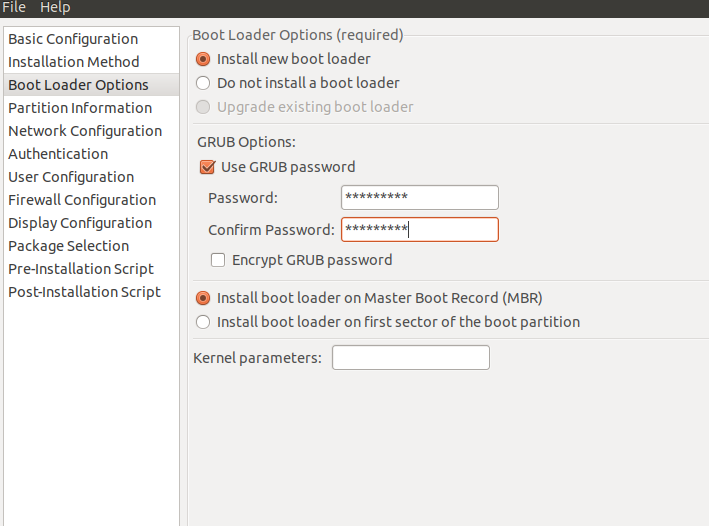 File Help
Basic Configuration
Installation Method
Boot Loader Options
Partition Information
Network Configuration
Authentication
User Configuration
Firewall Configuration
Display Configuration
Package Selection
Pre-Installation Script
Post-Installation Script
Boot Loader Options (required)
Install new boot loader
Do not install a boot loader
Upgrade existing boot loader
GRUB Options:
Use GRUB password
Password: *********
Confirm Password: *********
Encrypt GRUB password
Install boot loader on Master Boot Record (MBR)
Install boot loader on first sector of the boot partition
Kernel parameters: